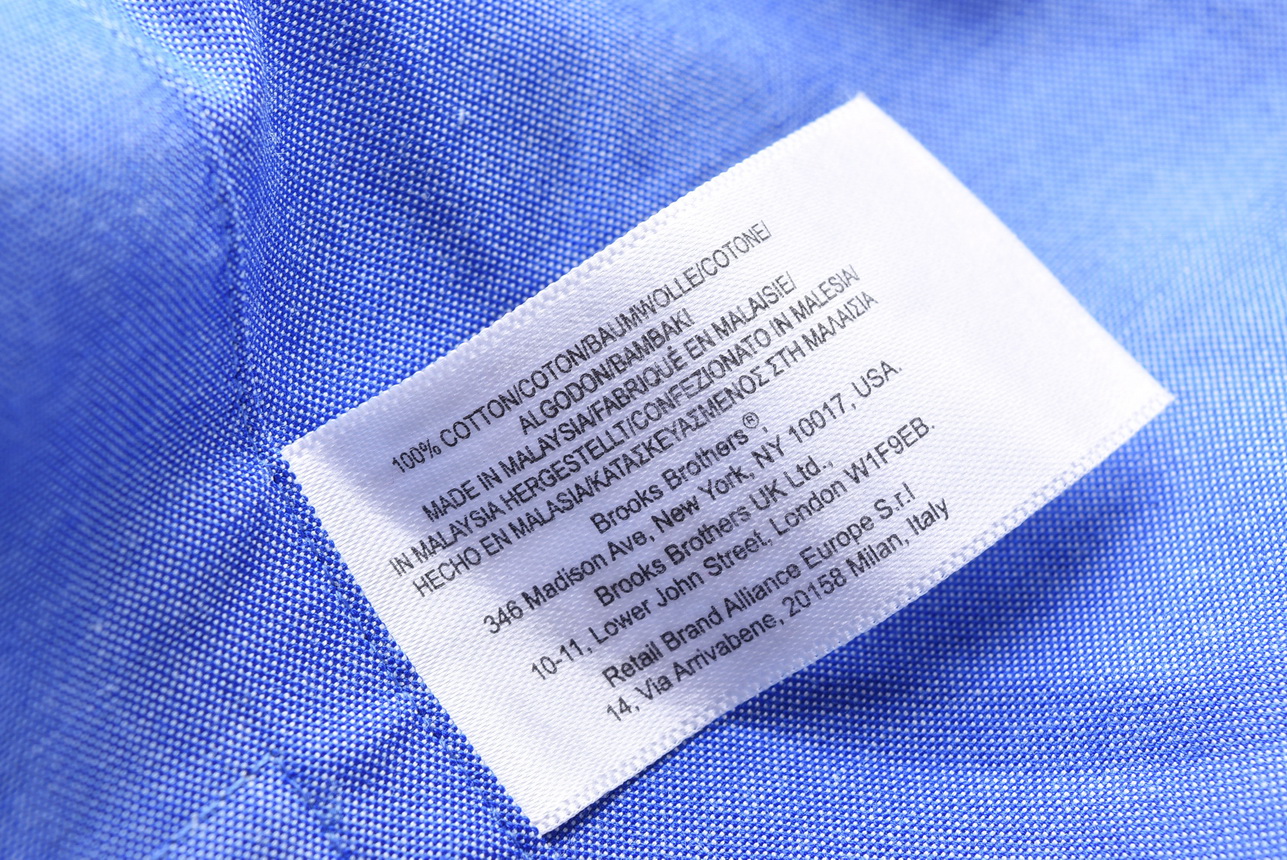 100% COTTON/COTON/BAUMWOLLE/COTONE/
ALGODON/BAMBAKI
MADE IN MALAYSIA/FABRIQUÉ EN MALAISIE/
IN MALAYSIA HERGESTELLT/CONFEZIONATO IN MALESIA/
HECHO EN MALASIA/ΚΑΤΑΣΚΕΥΑΣΜΕΝΟΣ ΣΤΗ ΜΑΛΑΙΣΙΑ
Brooks Brothers®,
346 Madison Ave, New York, NY 10017, USA.
Brooks Brothers UK Ltd.,
10-11, Lower John Street, London W1F9EB.
Retail Brand Alliance Europe S.r.l
14, Via Arrivabene, 20158 Milan, Italy